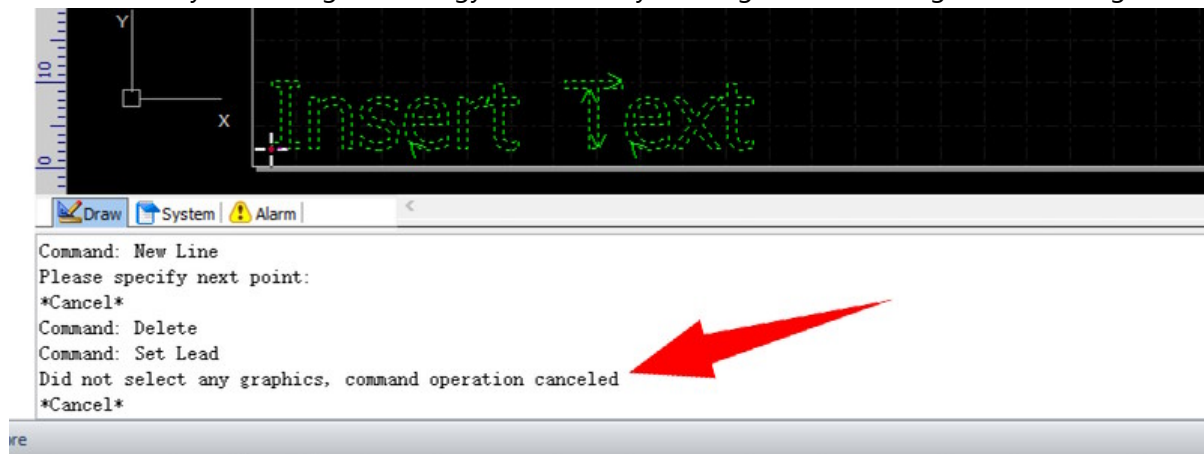 Y
10
X
Insert Text
0
Draw System Alarm
Command: New Line
Please specify next point:
*Cancel*
Command: Delete
Command: Set Lead
Did not select any graphics, command operation canceled
*Cancel*